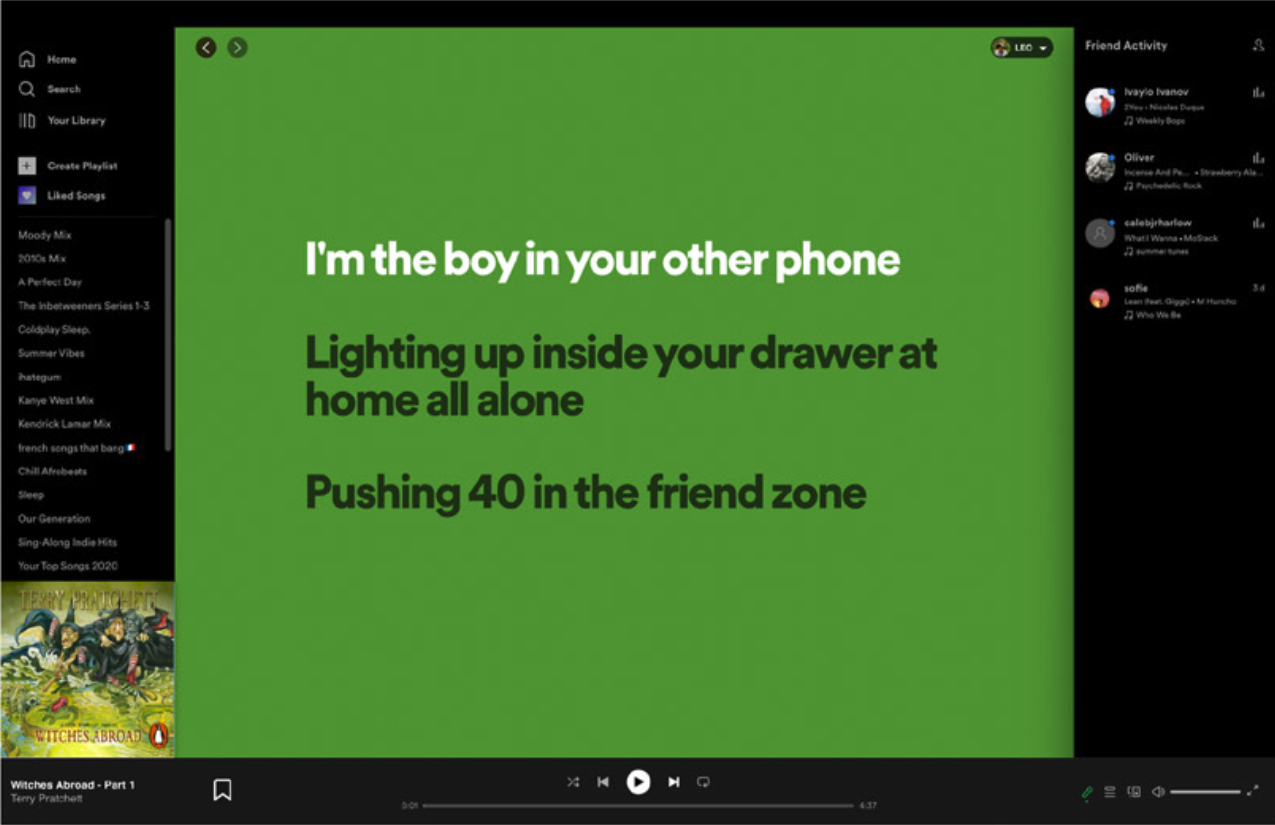 Home
Search
Your Library
Create Playlist
Liked Songs
Moody Mix
2010s Mix
A Perfect Day
The Inbetweeners Series 1-3
Coldplay Sleep.
Summer Vibes
ihategum
Kanye West Mix
Kendrick Lamar Mix
french songs that bang🇫🇷
Chill Afrobeats
Sleep
Our Generation
Sing-Along Indie Hits
Your Top Songs 2020
TERRY PRATCHETT
WITCHES ABROAD
LEO
I'm the boy in your other phone
Lighting up inside your drawer at
home all alone
Pushing 40 in the friend zone
Friend Activity
Ivaylo Ivanov
2You • Nicolas Duque
Weekly Bops
Oliver
Incense And Pe... • Strawberry Ala...
Psychedelic Rock
calebjrharlow
What I Wanna • MoStack
summer tunes
sofie 3 d
Lean (feat. Giggs) • M Huncho
Who We Be
Witches Abroad - Part 1
Terry Pratchett
0:01 4:37